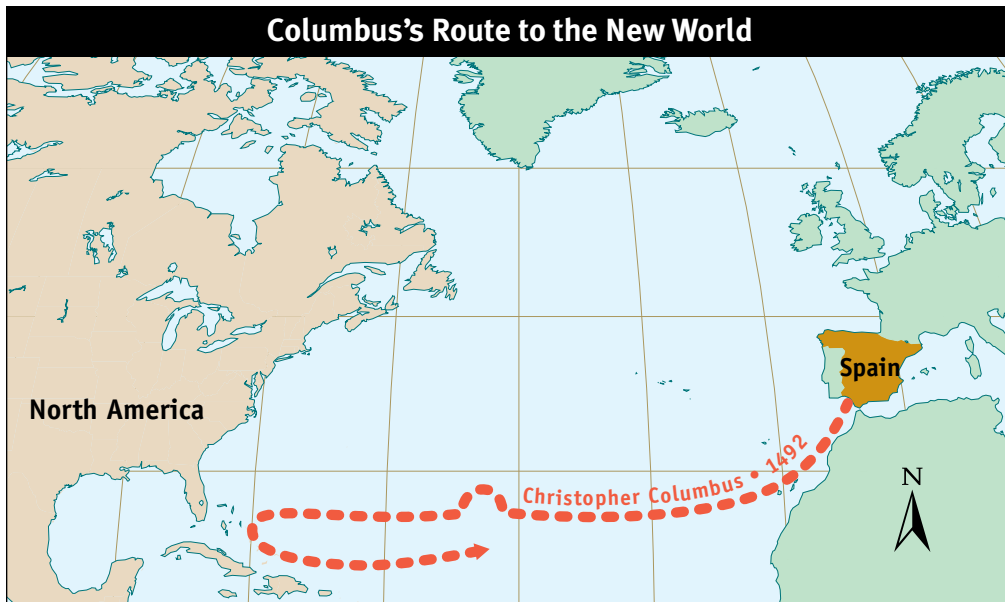 Columbus's Route to the New World
Spain
North America
Christopher Columbus • 1492
N